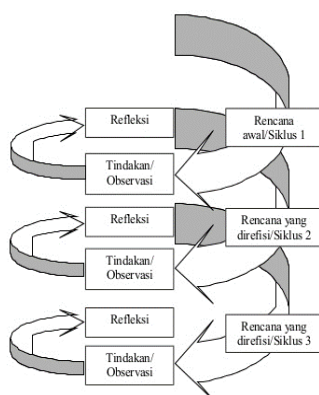 Refleksi
Rencana
awal/Siklus 1
Tindakan/
Observasi
Refleksi
Rencana yang
direfisi/Siklus 2
Tindakan/
Observasi
Refleksi
Rencana yang
direfisi/Siklus 3
Tindakan/
Observasi